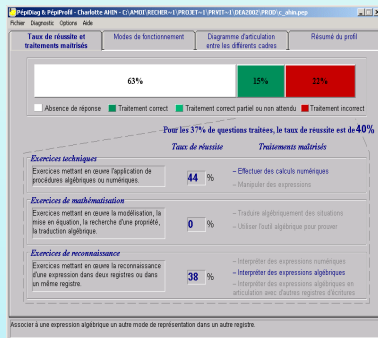 PépiDiag & PépiProfil - Charlotte AHIN - C:\AMOI\RECHER~1\PROJET~1\PRVIT~1\DEA2002\PROD\c_ahin.pep
Fichier Diagnostic Options Aide
Taux de réussite et traitements maîtrisés
Modes de fonctionnement
Diagramme d'articulation entre les différents cadres
Résumé du profil
63% 15% 22%
Absence de réponse Traitement correct Traitement correct partiel ou non attendu Traitement incorrect
Pour les 37% de questions traitées, le taux de réussite est de 40%
Taux de réussite Traitements maîtrisés
Exercices techniques
Exercices mettant en œuvre l'application de
procédures algébriques ou numériques.
44 %
– Effectuer des calculs numériques
– Manipuler des expressions
Exercices de mathématisation
Exercices mettant en œuvre la modélisation, la
mise en équation, la recherche d'une propriété,
la traduction algébrique.
0 %
– Traduire algébriquement des situations
– Utiliser l'outil algébrique pour prouver
Exercices de reconnaissance
Exercices mettant en œuvre la reconnaissance
d'une expression dans deux registres ou dans
un même registre.
38 %
– Interpréter des expressions numériques
– Interpréter des expressions algébriques
– Interpréter des expressions algébriques en
articulation avec d'autres registres d'écritures
Associer à une expression algébrique un autre mode de représentation dans un autre registre.